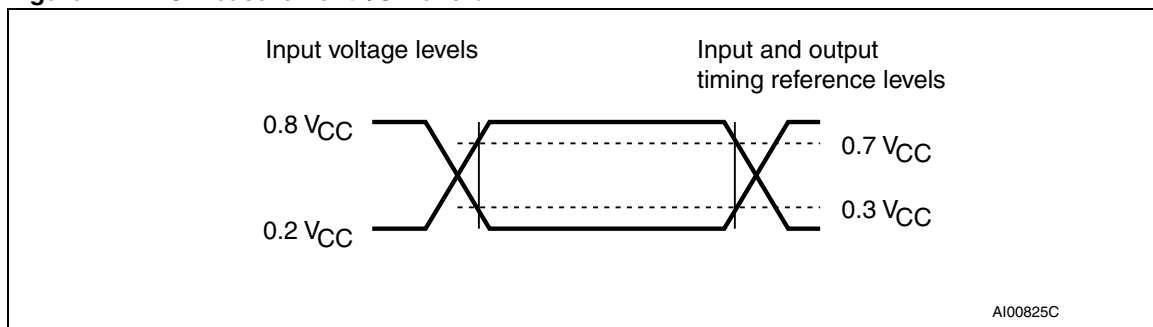 Input voltage levels
Input and output
timing reference levels
0.8 VCC
0.7 VCC
0.3 VCC
0.2 VCC
AI00825C